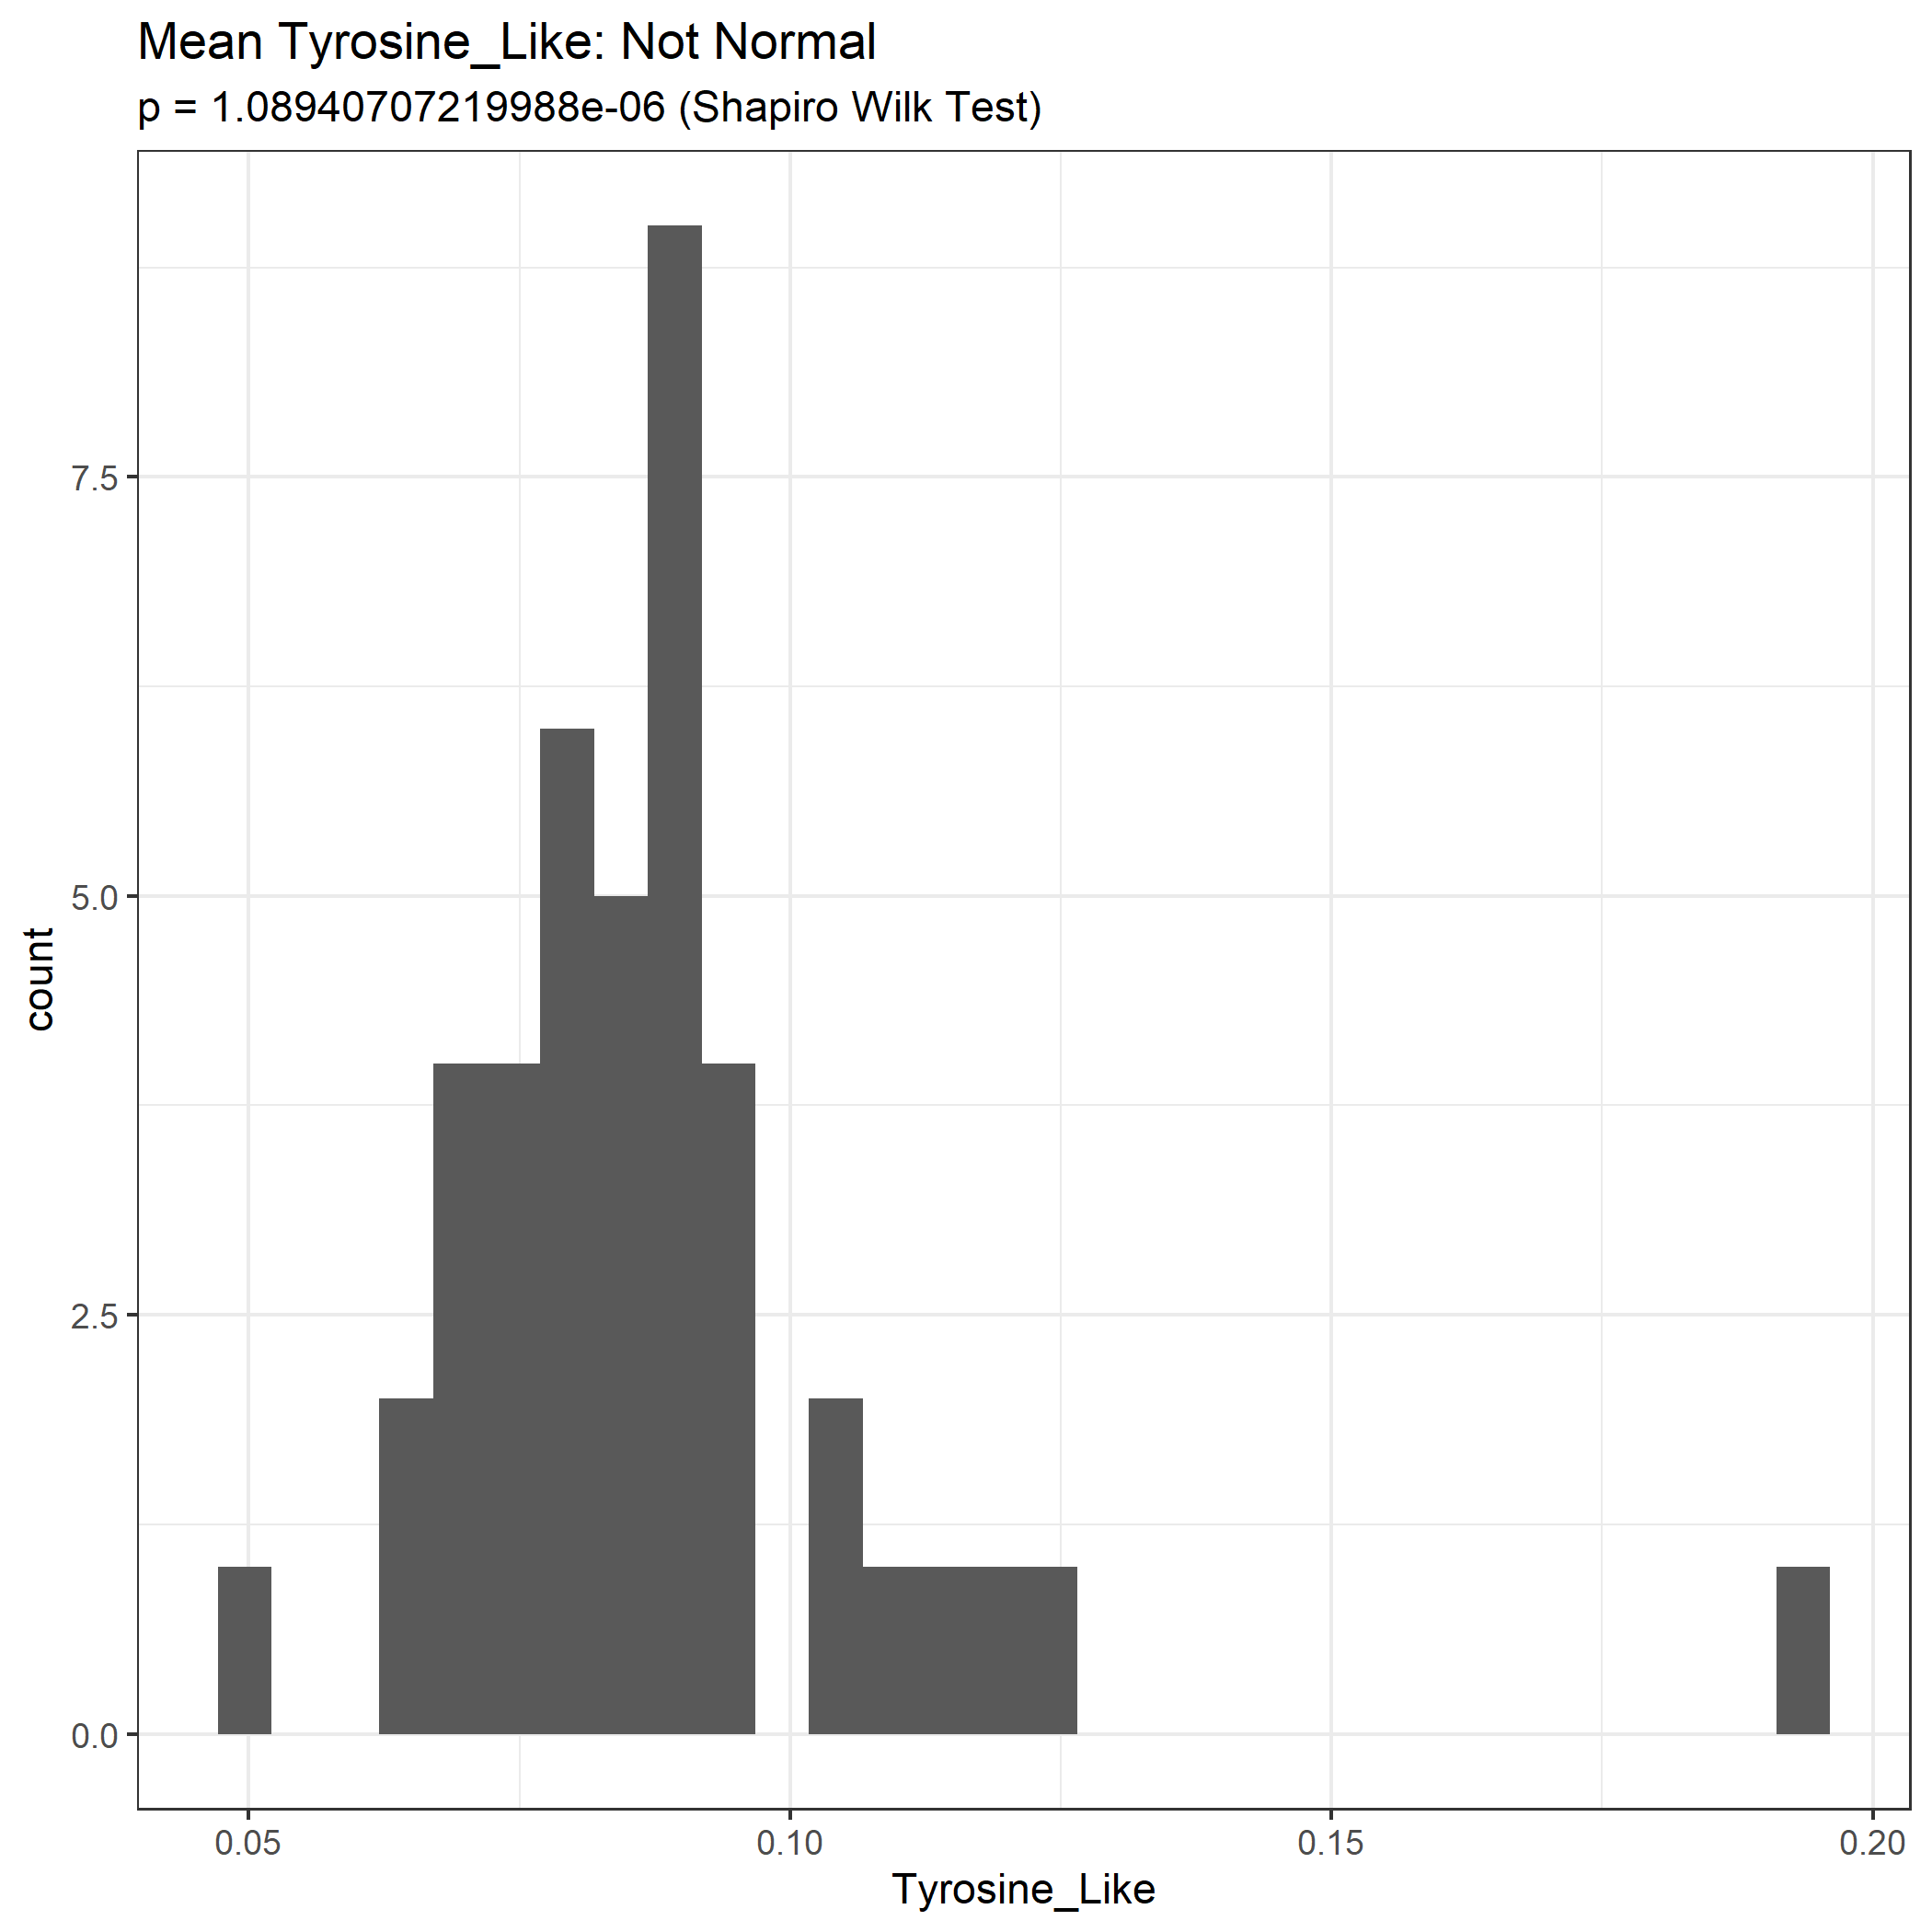 Mean Tyrosine_Like: Not Normal
p = 1.08940707219988e-06 (Shapiro Wilk Test)
7.5
5.0
2.5
0.0
count
0.05
0.10
0.15
0.20
Tyrosine_Like